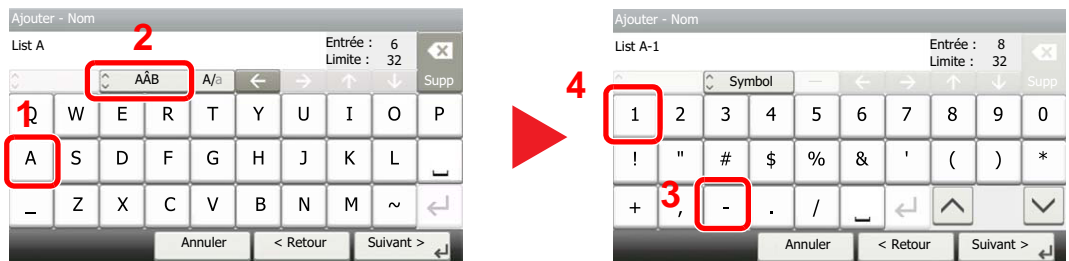 Ajouter - Nom
2
List A
Entrée : 6
Limite : 32
AÂB A/a ← → ↑ ↓ Supp
1
Q W E R T Y U I O P
A S D F G H J K L ␣
_ Z X C V B N M ~ ↵
Annuler < Retour Suivant > ↵
Ajouter - Nom
List A-1
Entrée : 8
Limite : 32
Symbol — ← → ↑ ↓ Supp
4
1 2 3 4 5 6 7 8 9 0
! " # $ % & ' ( ) *
3
+ , - . / ␣ ↵
Annuler < Retour Suivant > ↵